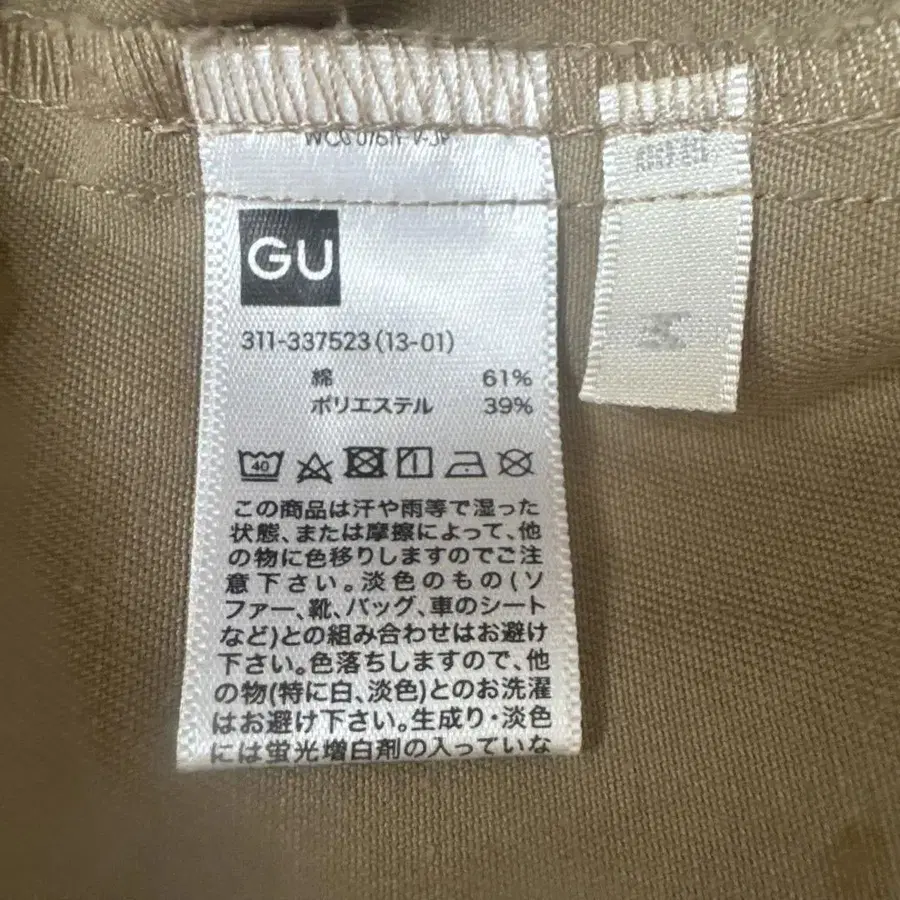 GU
311-337523(13-01)
綿 61%
ポリエステル 39%
40
この商品は汗や雨等で湿った
状態、または摩擦によって、他
の物に色移りしますのでご注
意下さい。淡色のもの(ソ
ファー、靴、バッグ、車のシート
など)との組み合わせはお避け
下さい。色落ちしますので、他
の物(特に白、淡色)とのお洗濯
はお避け下さい。生成り・淡色
には蛍光増白剤の入っていな